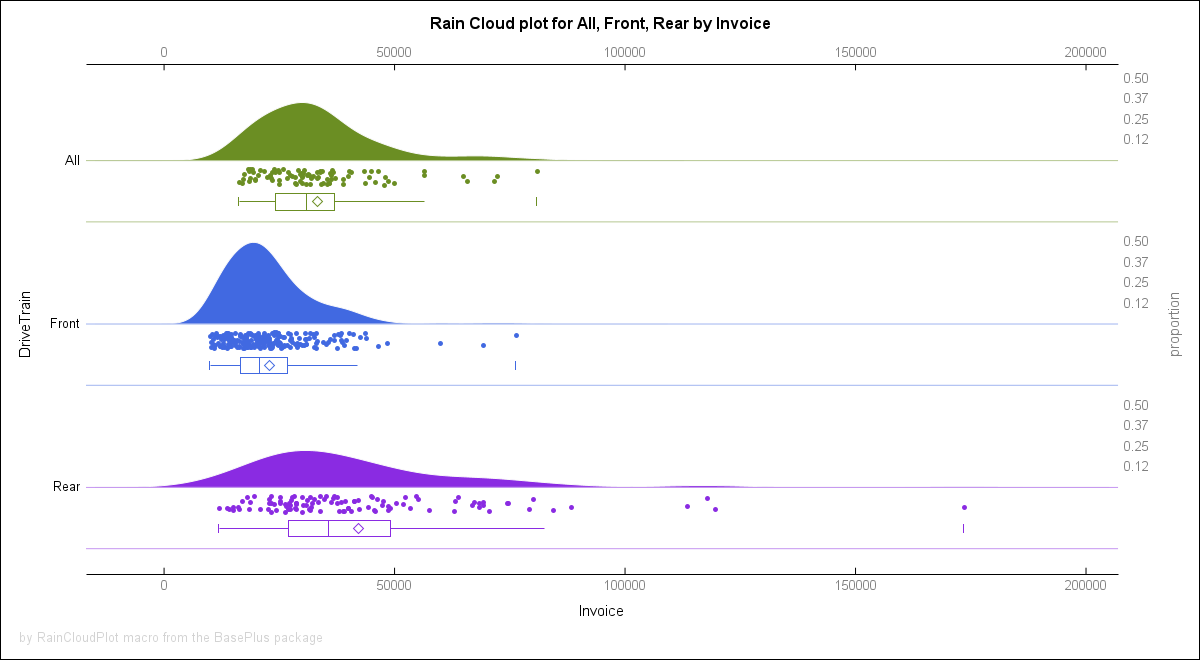 Rain Cloud plot for All, Front, Rear by Invoice
0 50000 100000 150000 200000
0.50
0.37
0.25
0.12
All
0.50
0.37
0.25
0.12
Front
DriveTrain
proportion
0.50
0.37
0.25
0.12
Rear
0 50000 100000 150000 200000
Invoice
by RainCloudPlot macro from the BasePlus package